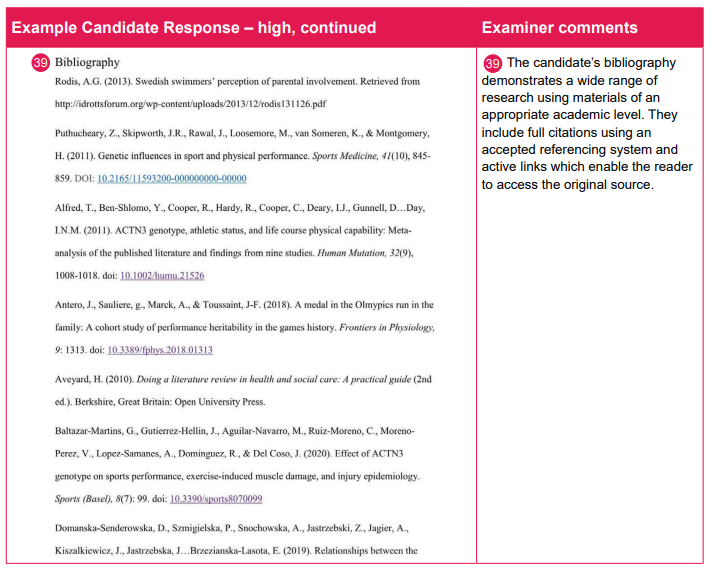 Example Candidate Response – high, continued
Examiner comments
39 Bibliography
Rodis, A.G. (2013). Swedish swimmers' perception of parental involvement. Retrieved from
http://idrottsforum.org/wp-content/uploads/2013/12/rodis131126.pdf
Puthucheary, Z., Skipworth, J.R., Rawal, J., Loosemore, M., van Someren, K., & Montgomery,
H. (2011). Genetic influences in sport and physical performance. Sports Medicine, 41(10), 845-
859. DOI: 10.2165/11593200-000000000-00000
Alfred, T., Ben-Shlomo, Y., Cooper, R., Hardy, R., Cooper, C., Deary, I.J., Gunnell, D…Day,
I.N.M. (2011). ACTN3 genotype, athletic status, and life course physical capability: Meta-
analysis of the published literature and findings from nine studies. Human Mutation, 32(9),
1008-1018. doi: 10.1002/humu.21526
Antero, J., Sauliere, g., Marck, A., & Toussaint, J-F. (2018). A medal in the Olmypics run in the
family: A cohort study of performance heritability in the games history. Frontiers in Physiology,
9: 1313. doi: 10.3389/fphys.2018.01313
Aveyard, H. (2010). Doing a literature review in health and social care: A practical guide (2nd
ed.). Berkshire, Great Britain: Open University Press.
Baltazar-Martins, G., Gutierrez-Hellin, J., Aguilar-Navarro, M., Ruiz-Moreno, C., Moreno-
Perez, V., Lopez-Samanes, A., Dominguez, R., & Del Coso, J. (2020). Effect of ACTN3
genotype on sports performance, exercise-induced muscle damage, and injury epidemiology.
Sports (Basel), 8(7): 99. doi: 10.3390/sports8070099
Domanska-Senderowska, D., Szmigielska, P., Snochowska, A., Jastrzebski, Z., Jagier, A.,
Kiszalkiewicz, J., Jastrzebska, J…Brzezianska-Lasota, E. (2019). Relationships between the
39 The candidate's bibliography
demonstrates a wide range of
research using materials of an
appropriate academic level. They
include full citations using an
accepted referencing system and
active links which enable the reader
to access the original source.